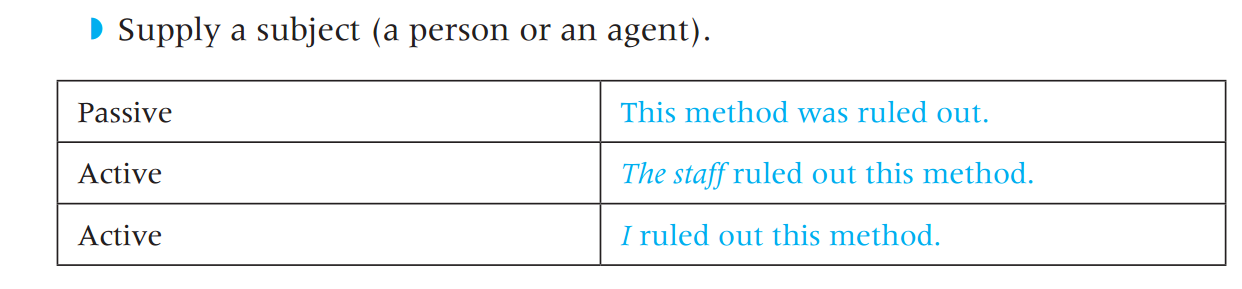 Supply a subject (a person or an agent).
Passive This method was ruled out.
Active The staff ruled out this method.
Active I ruled out this method.